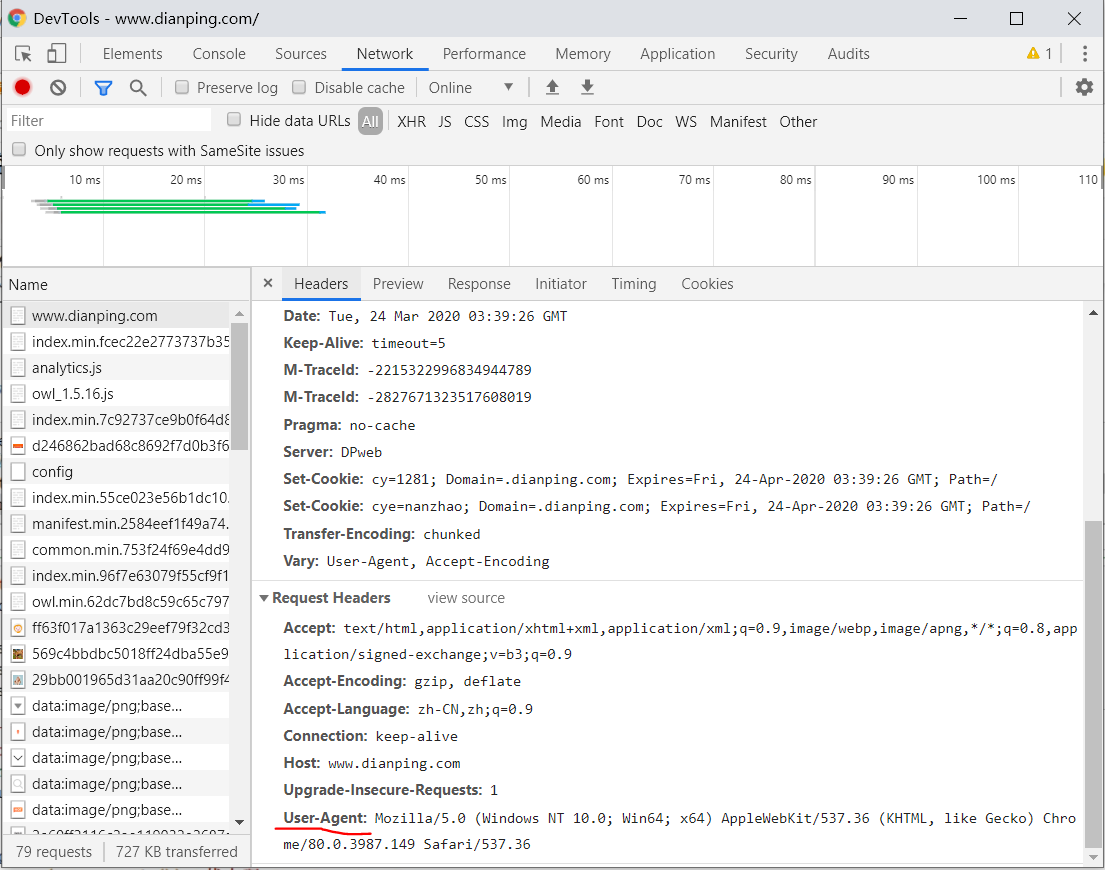 DevTools - www.dianping.com/
Elements Console Sources Network Performance Memory Application Security Audits 1
Preserve log Disable cache Online
Filter Hide data URLs All XHR JS CSS Img Media Font Doc WS Manifest Other
Only show requests with SameSite issues
10 ms 20 ms 30 ms 40 ms 50 ms 60 ms 70 ms 80 ms 90 ms 100 ms 110
Name
Headers Preview Response Initiator Timing Cookies
www.dianping.com
index.min.fcec22e2773737b35
analytics.js
owl_1.5.16.js
index.min.7c92737ce9b0f64d8
d246862bad68c8692f7d0b3f6
config
index.min.55ce023e56b1dc10.
manifest.min.2584eef1f49a74.
common.min.753f24f69e4dd9
index.min.96f7e63079f55cf9f1
owl.min.62dc7bd8c59c65c797
ff63f017a1363c29eef79f32cd3
569c4bbdbc5018ff24dba55e9
29bb001965d31aa20c90ff99f4
data:image/png;base...
data:image/png;base...
data:image/png;base...
data:image/png;base...
data:image/png;base...
79 requests 727 KB transferred
Date: Tue, 24 Mar 2020 03:39:26 GMT
Keep-Alive: timeout=5
M-TraceId: -2215322996834944789
M-TraceId: -2827671323517608019
Pragma: no-cache
Server: DPweb
Set-Cookie: cy=1281; Domain=.dianping.com; Expires=Fri, 24-Apr-2020 03:39:26 GMT; Path=/
Set-Cookie: cye=nanzhao; Domain=.dianping.com; Expires=Fri, 24-Apr-2020 03:39:26 GMT; Path=/
Transfer-Encoding: chunked
Vary: User-Agent, Accept-Encoding
Request Headers view source
Accept: text/html,application/xhtml+xml,application/xml;q=0.9,image/webp,image/apng,*/*;q=0.8,app
lication/signed-exchange;v=b3;q=0.9
Accept-Encoding: gzip, deflate
Accept-Language: zh-CN,zh;q=0.9
Connection: keep-alive
Host: www.dianping.com
Upgrade-Insecure-Requests: 1
User-Agent: Mozilla/5.0 (Windows NT 10.0; Win64; x64) AppleWebKit/537.36 (KHTML, like Gecko) Chro
me/80.0.3987.149 Safari/537.36